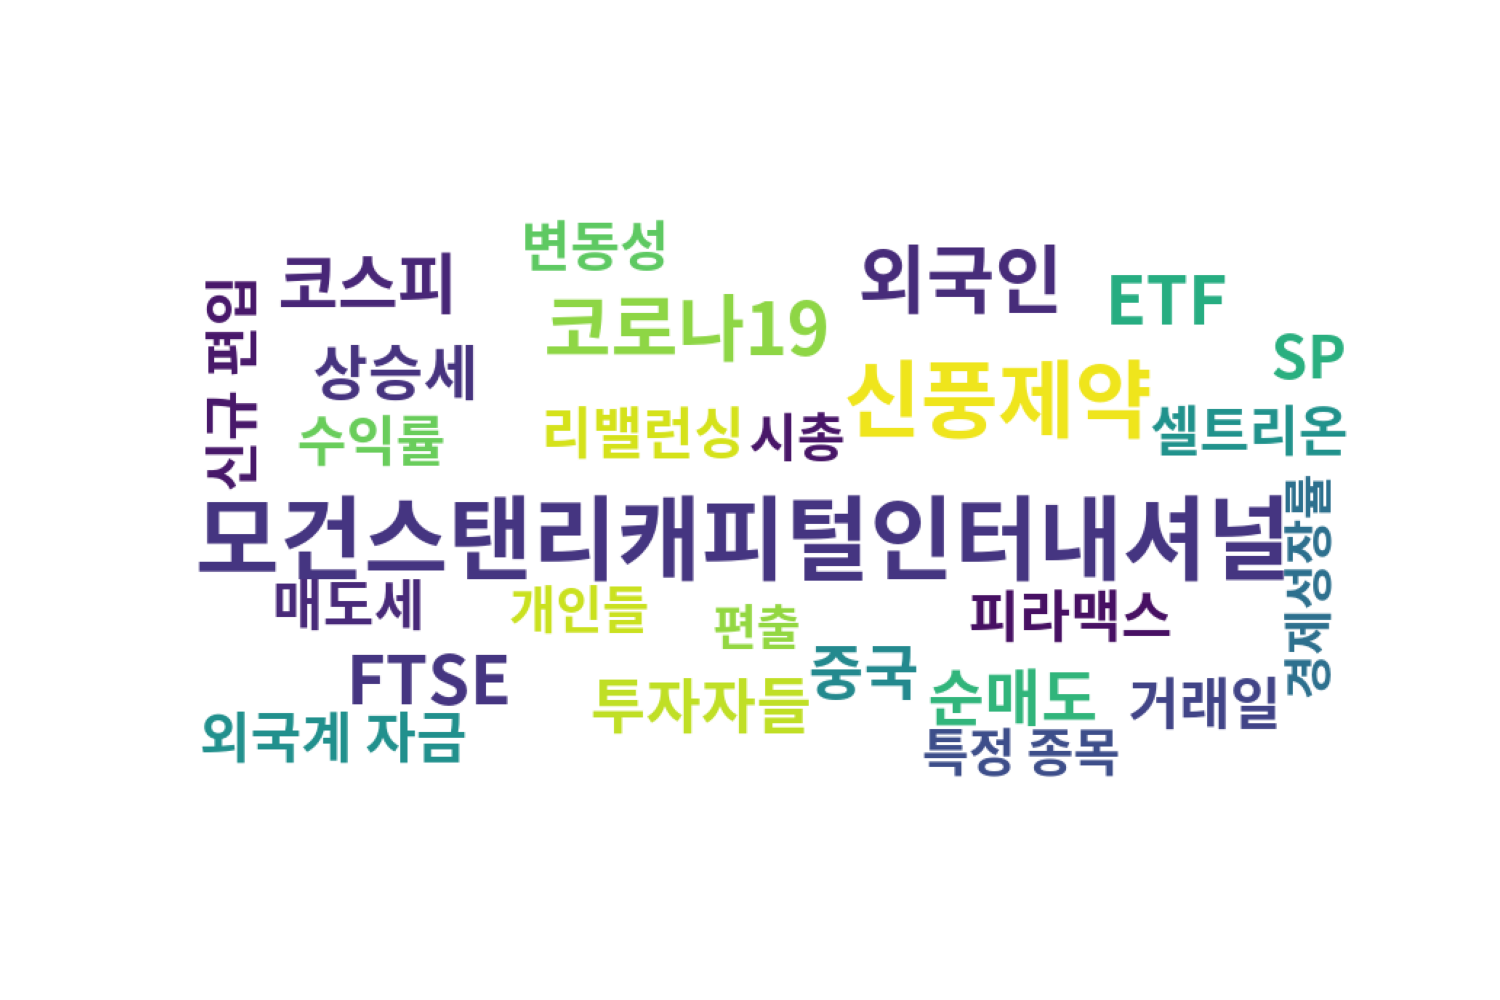 변동성
코스피
외국인
ETF
신규 편입
코로나19
SP
상승세
신풍제약
수익률
리밸런싱
시총
셀트리온
모건스탠리캐피털인터내셔널
경제성장률
매도세
개인들
편출
피라맥스
FTSE
중국
투자자들
순매도
거래일
외국계 자금
특정 종목